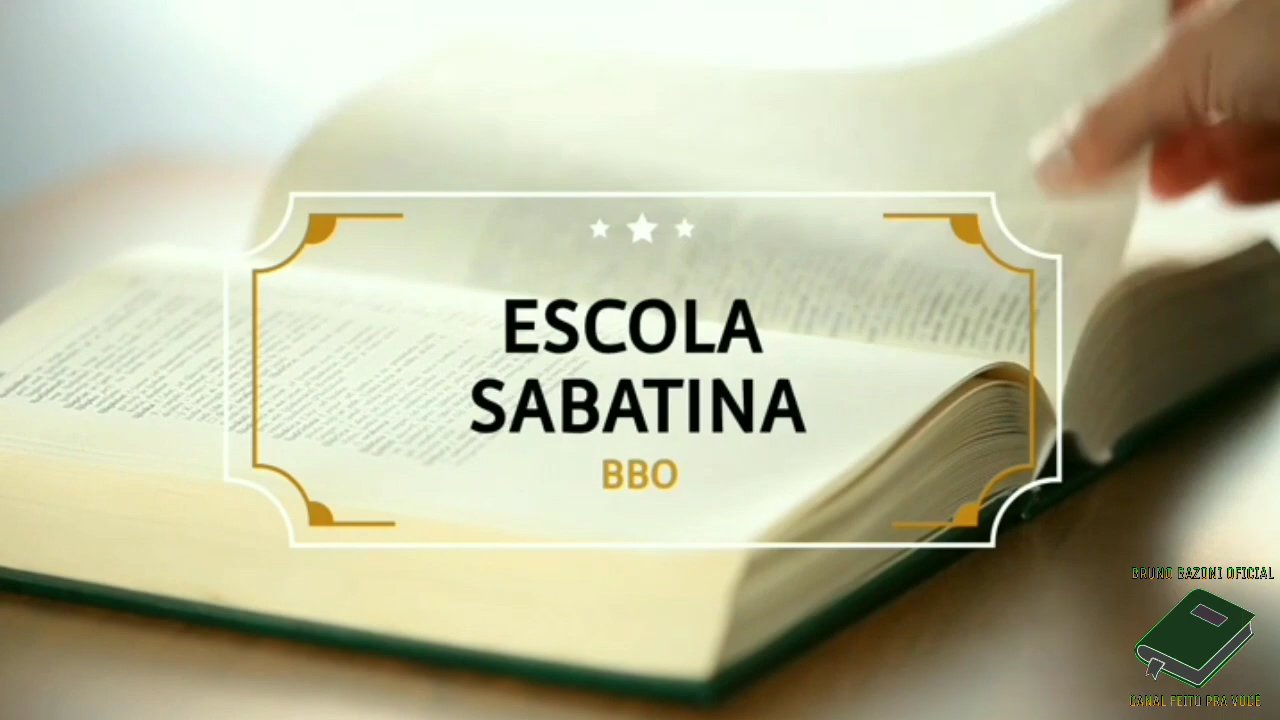 ESCOLA
SABATINA
BBO
BRUNO BAZONI OFICIAL
CANAL FEITO PRA VOCÊ